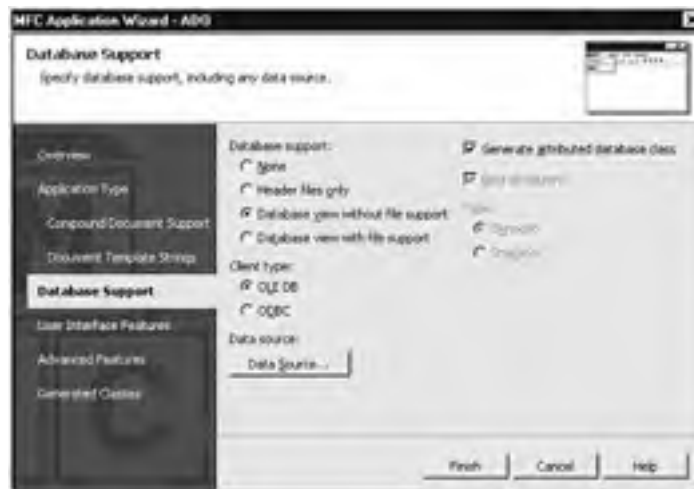 MFC Application Wizard - ADO
Database Support
Specify database support, including any data source.
Overview
Application Type
Compound Document Support
Document Template Strings
Database Support
User Interface Features
Advanced Features
Generated Classes
Database support:
None
Header files only
Database view without file support
Database view with file support
Client type:
OLE DB
ODBC
Data source:
Data Source...
Generate attributed database class
Type:
Dynaset
Snapshot
Finish
Cancel
Help